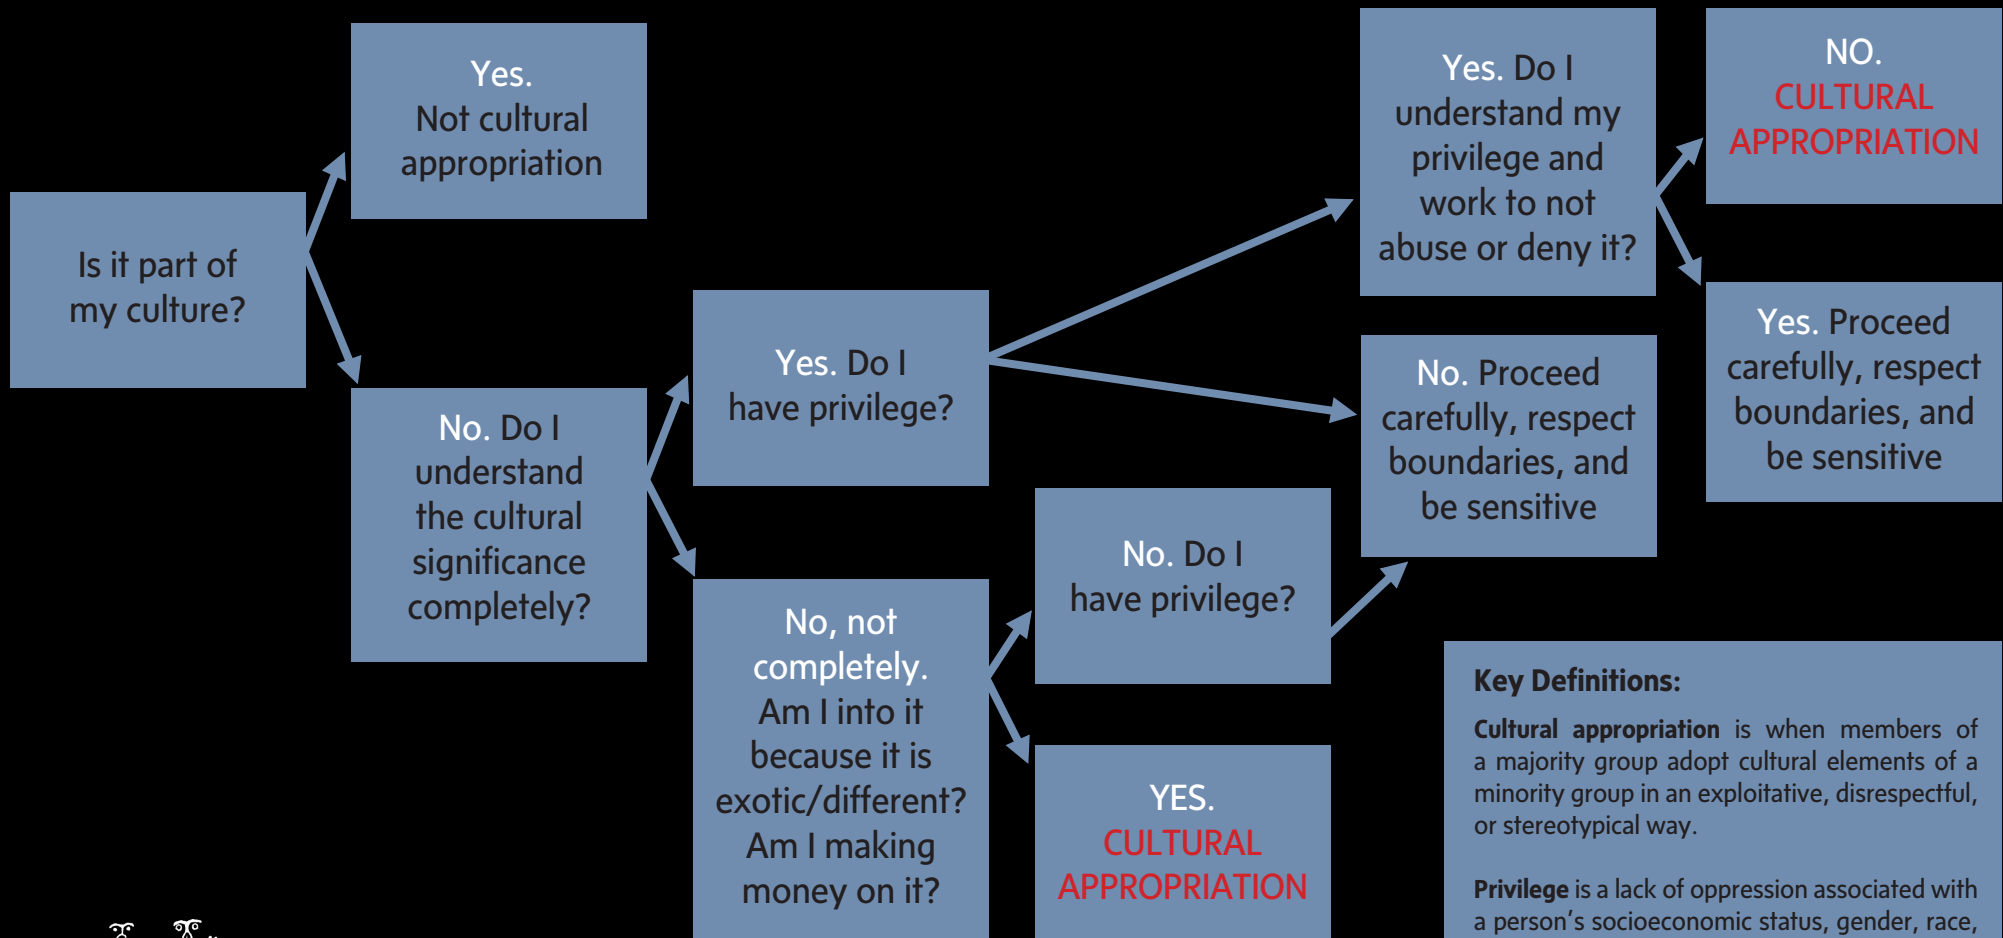 Is it part of
my culture?
Yes.
Not cultural
appropriation
No. Do I
understand
the cultural
significance
completely?
Yes. Do I
have privilege?
No, not
completely.
Am I into it
because it is
exotic/different?
Am I making
money on it?
No. Do I
have privilege?
YES.
CULTURAL
APPROPRIATION
Yes. Do I
understand my
privilege and
work to not
abuse or deny it?
No. Proceed
carefully, respect
boundaries, and
be sensitive
NO.
CULTURAL
APPROPRIATION
Yes. Proceed
carefully, respect
boundaries, and
be sensitive
Key Definitions:
Cultural appropriation is when members of
a majority group adopt cultural elements of a
minority group in an exploitative, disrespectful,
or stereotypical way.
Privilege is a lack of oppression associated with
a person’s socioeconomic status, gender, race,